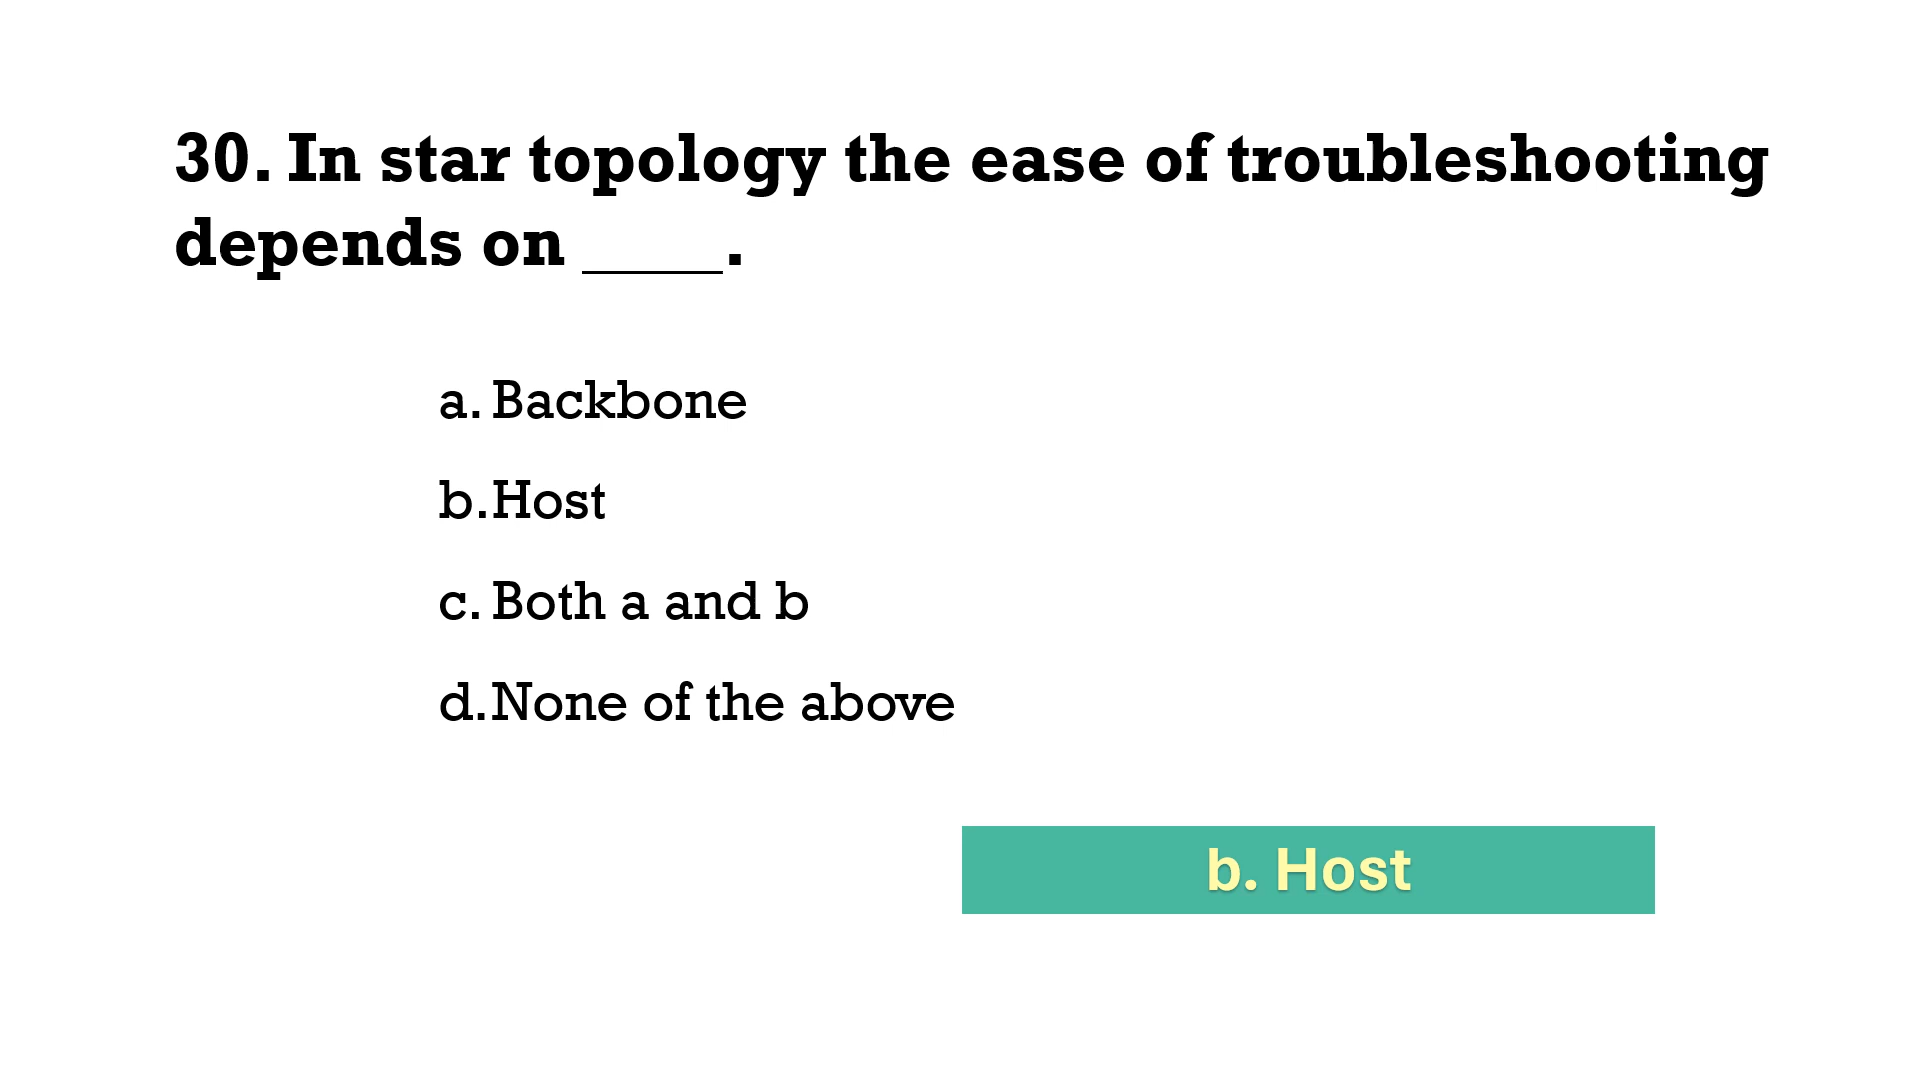 30. In star topology the ease of troubleshooting
depends on ____.
a. Backbone
b. Host
c. Both a and b
d. None of the above
b. Host